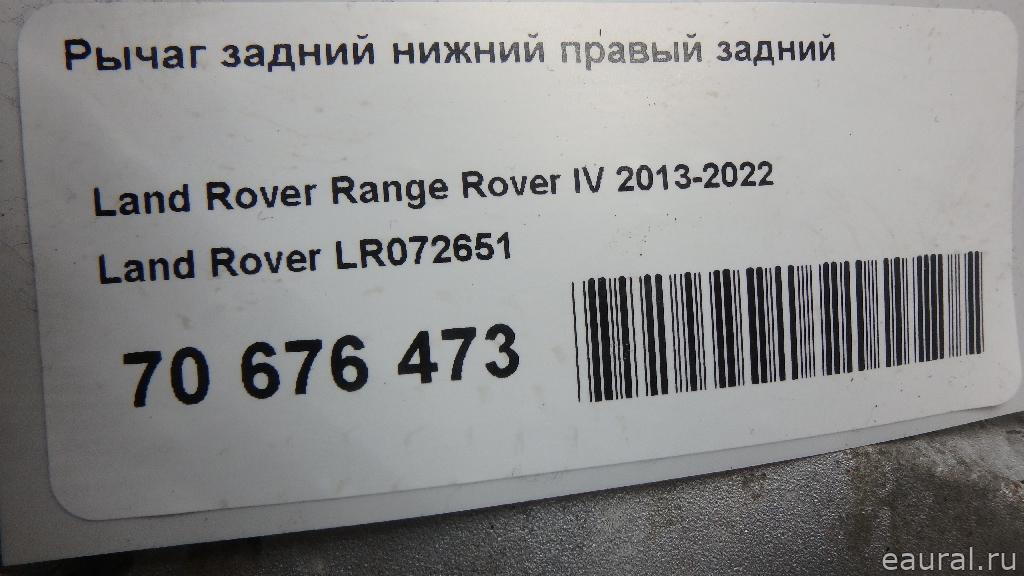 Рычаг задний нижний правый задний
Land Rover Range Rover IV 2013-2022
Land Rover LR072651
70 676 473
eaural.ru